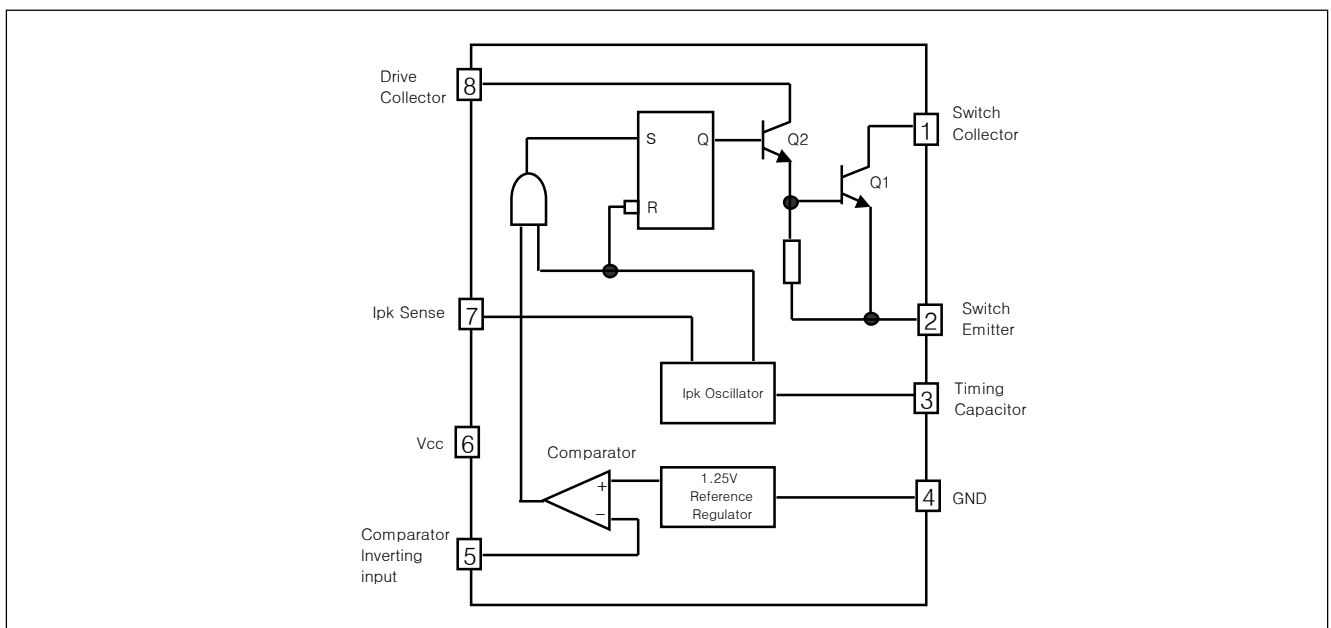 Drive
Collector
8
Switch
Collector
1
S
Q
Q2
Q1
R
Ipk Sense
7
Switch
Emitter
2
Ipk Oscillator
Timing
Capacitor
3
Vcc
6
Comparator
+
−
1.25V
Reference
Regulator
4
GND
Comparator
Inverting
input
5